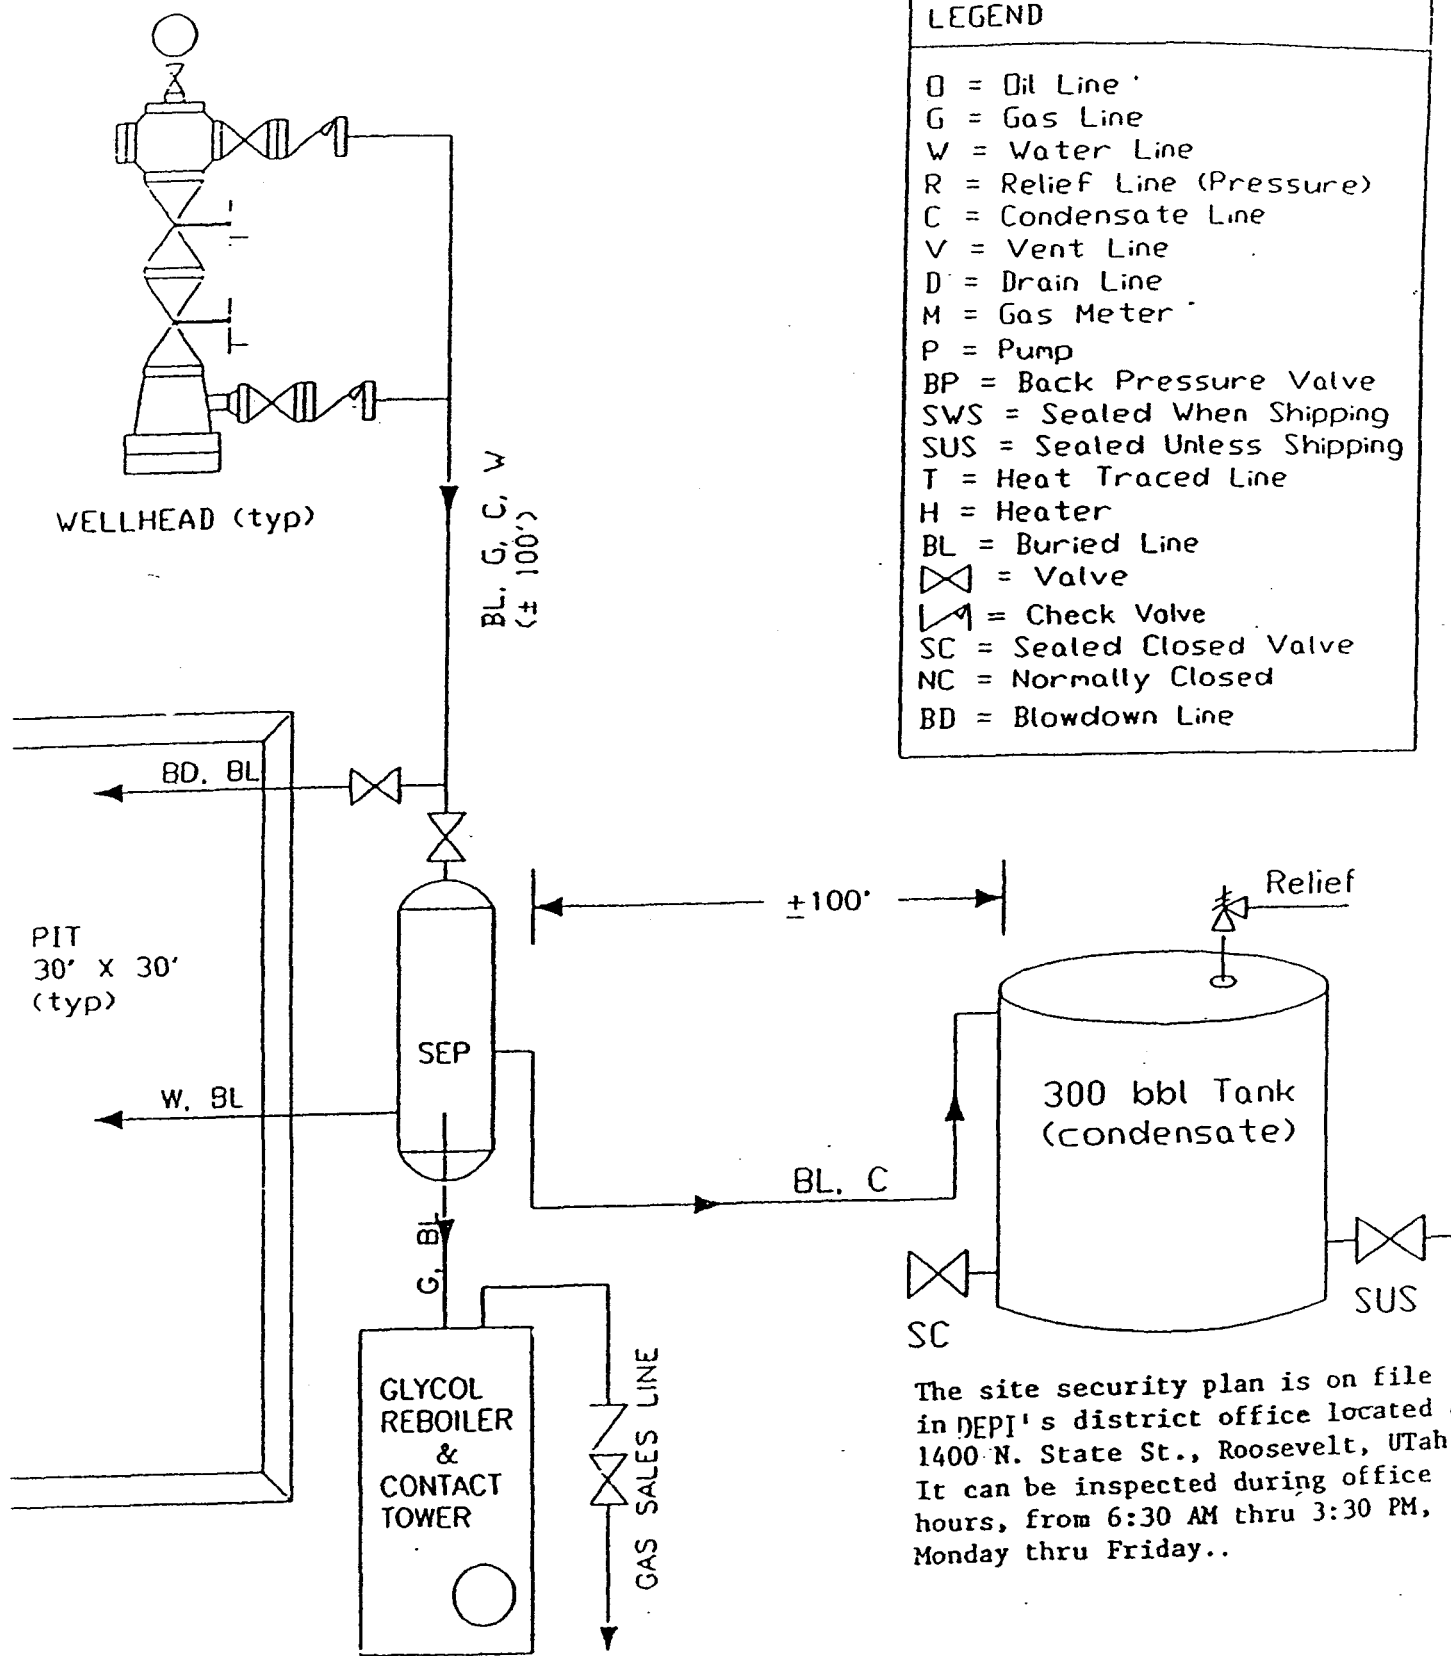 LEGEND
O = Oil Line
G = Gas Line
W = Water Line
R = Relief Line (Pressure)
C = Condensate Line
V = Vent Line
D = Drain Line
M = Gas Meter
P = Pump
BP = Back Pressure Valve
SWS = Sealed When Shipping
SUS = Sealed Unless Shipping
T = Heat Traced Line
H = Heater
BL = Buried Line
= Valve
= Check Valve
SC = Sealed Closed Valve
NC = Normally Closed
BD = Blowdown Line
WELLHEAD (typ)
BL, G, C, W
(± 100')
BD, BL
PIT
30' X 30'
(typ)
W, BL
SEP
±100'
Relief
300 bbl Tank
(condensate)
BL, C
G, BL
SC
SUS
GLYCOL
REBOILER
&
CONTACT
TOWER
GAS SALES LINE
The site security plan is on file
in DEPI's district office located
1400 N. State St., Roosevelt, UTah
It can be inspected during office
hours, from 6:30 AM thru 3:30 PM,
Monday thru Friday..